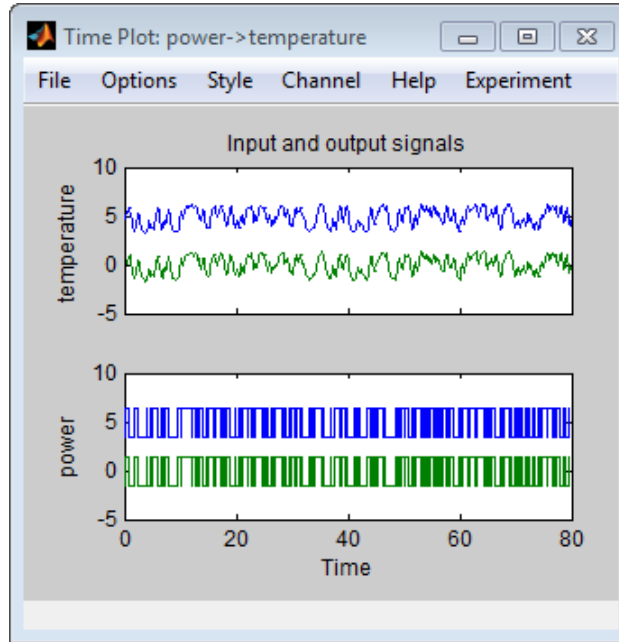 Time Plot: power->temperature
File Options Style Channel Help Experiment
Input and output signals
10
5
0
-5
temperature
10
5
0
-5
power
0 20 40 60 80
Time